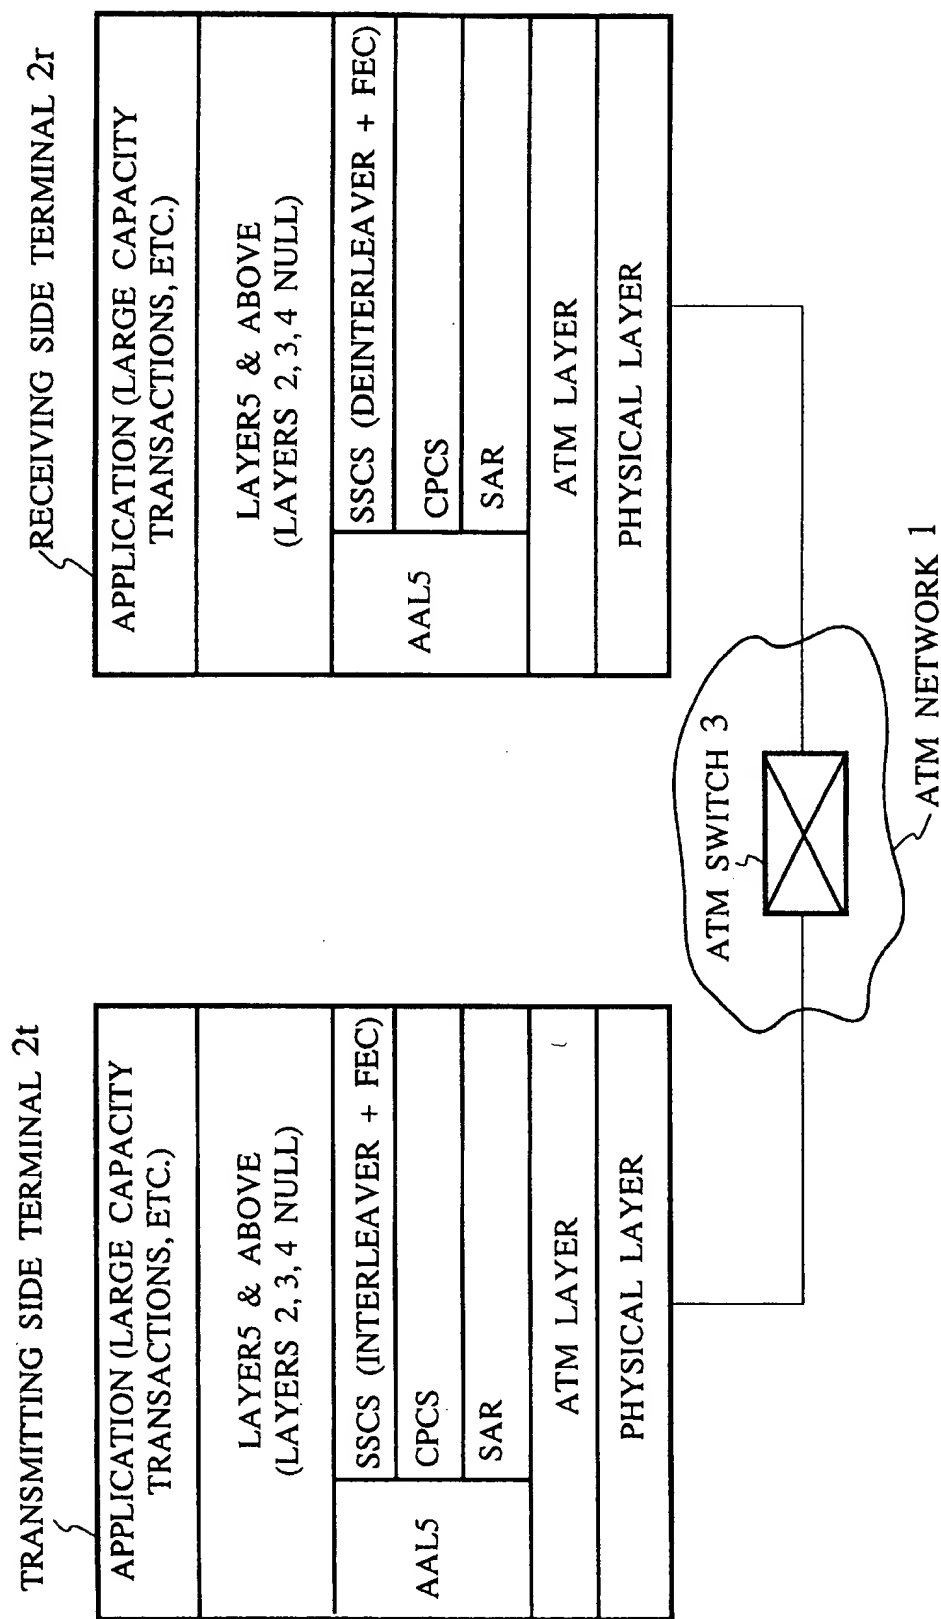 TRANSMITTING SIDE TERMINAL 2t
APPLICATION (LARGE CAPACITY
TRANSACTIONS, ETC.)
LAYER5 & ABOVE
(LAYERS 2, 3, 4 NULL)
AAL5
SSCS (INTERLEAVER + FEC)
CPCS
SAR
ATM LAYER
PHYSICAL LAYER
RECEIVING SIDE TERMINAL 2r
APPLICATION (LARGE CAPACITY
TRANSACTIONS, ETC.)
LAYER5 & ABOVE
(LAYERS 2, 3, 4 NULL)
AAL5
SSCS (DEINTERLEAVER + FEC)
CPCS
SAR
ATM LAYER
PHYSICAL LAYER
ATM SWITCH 3
ATM NETWORK 1